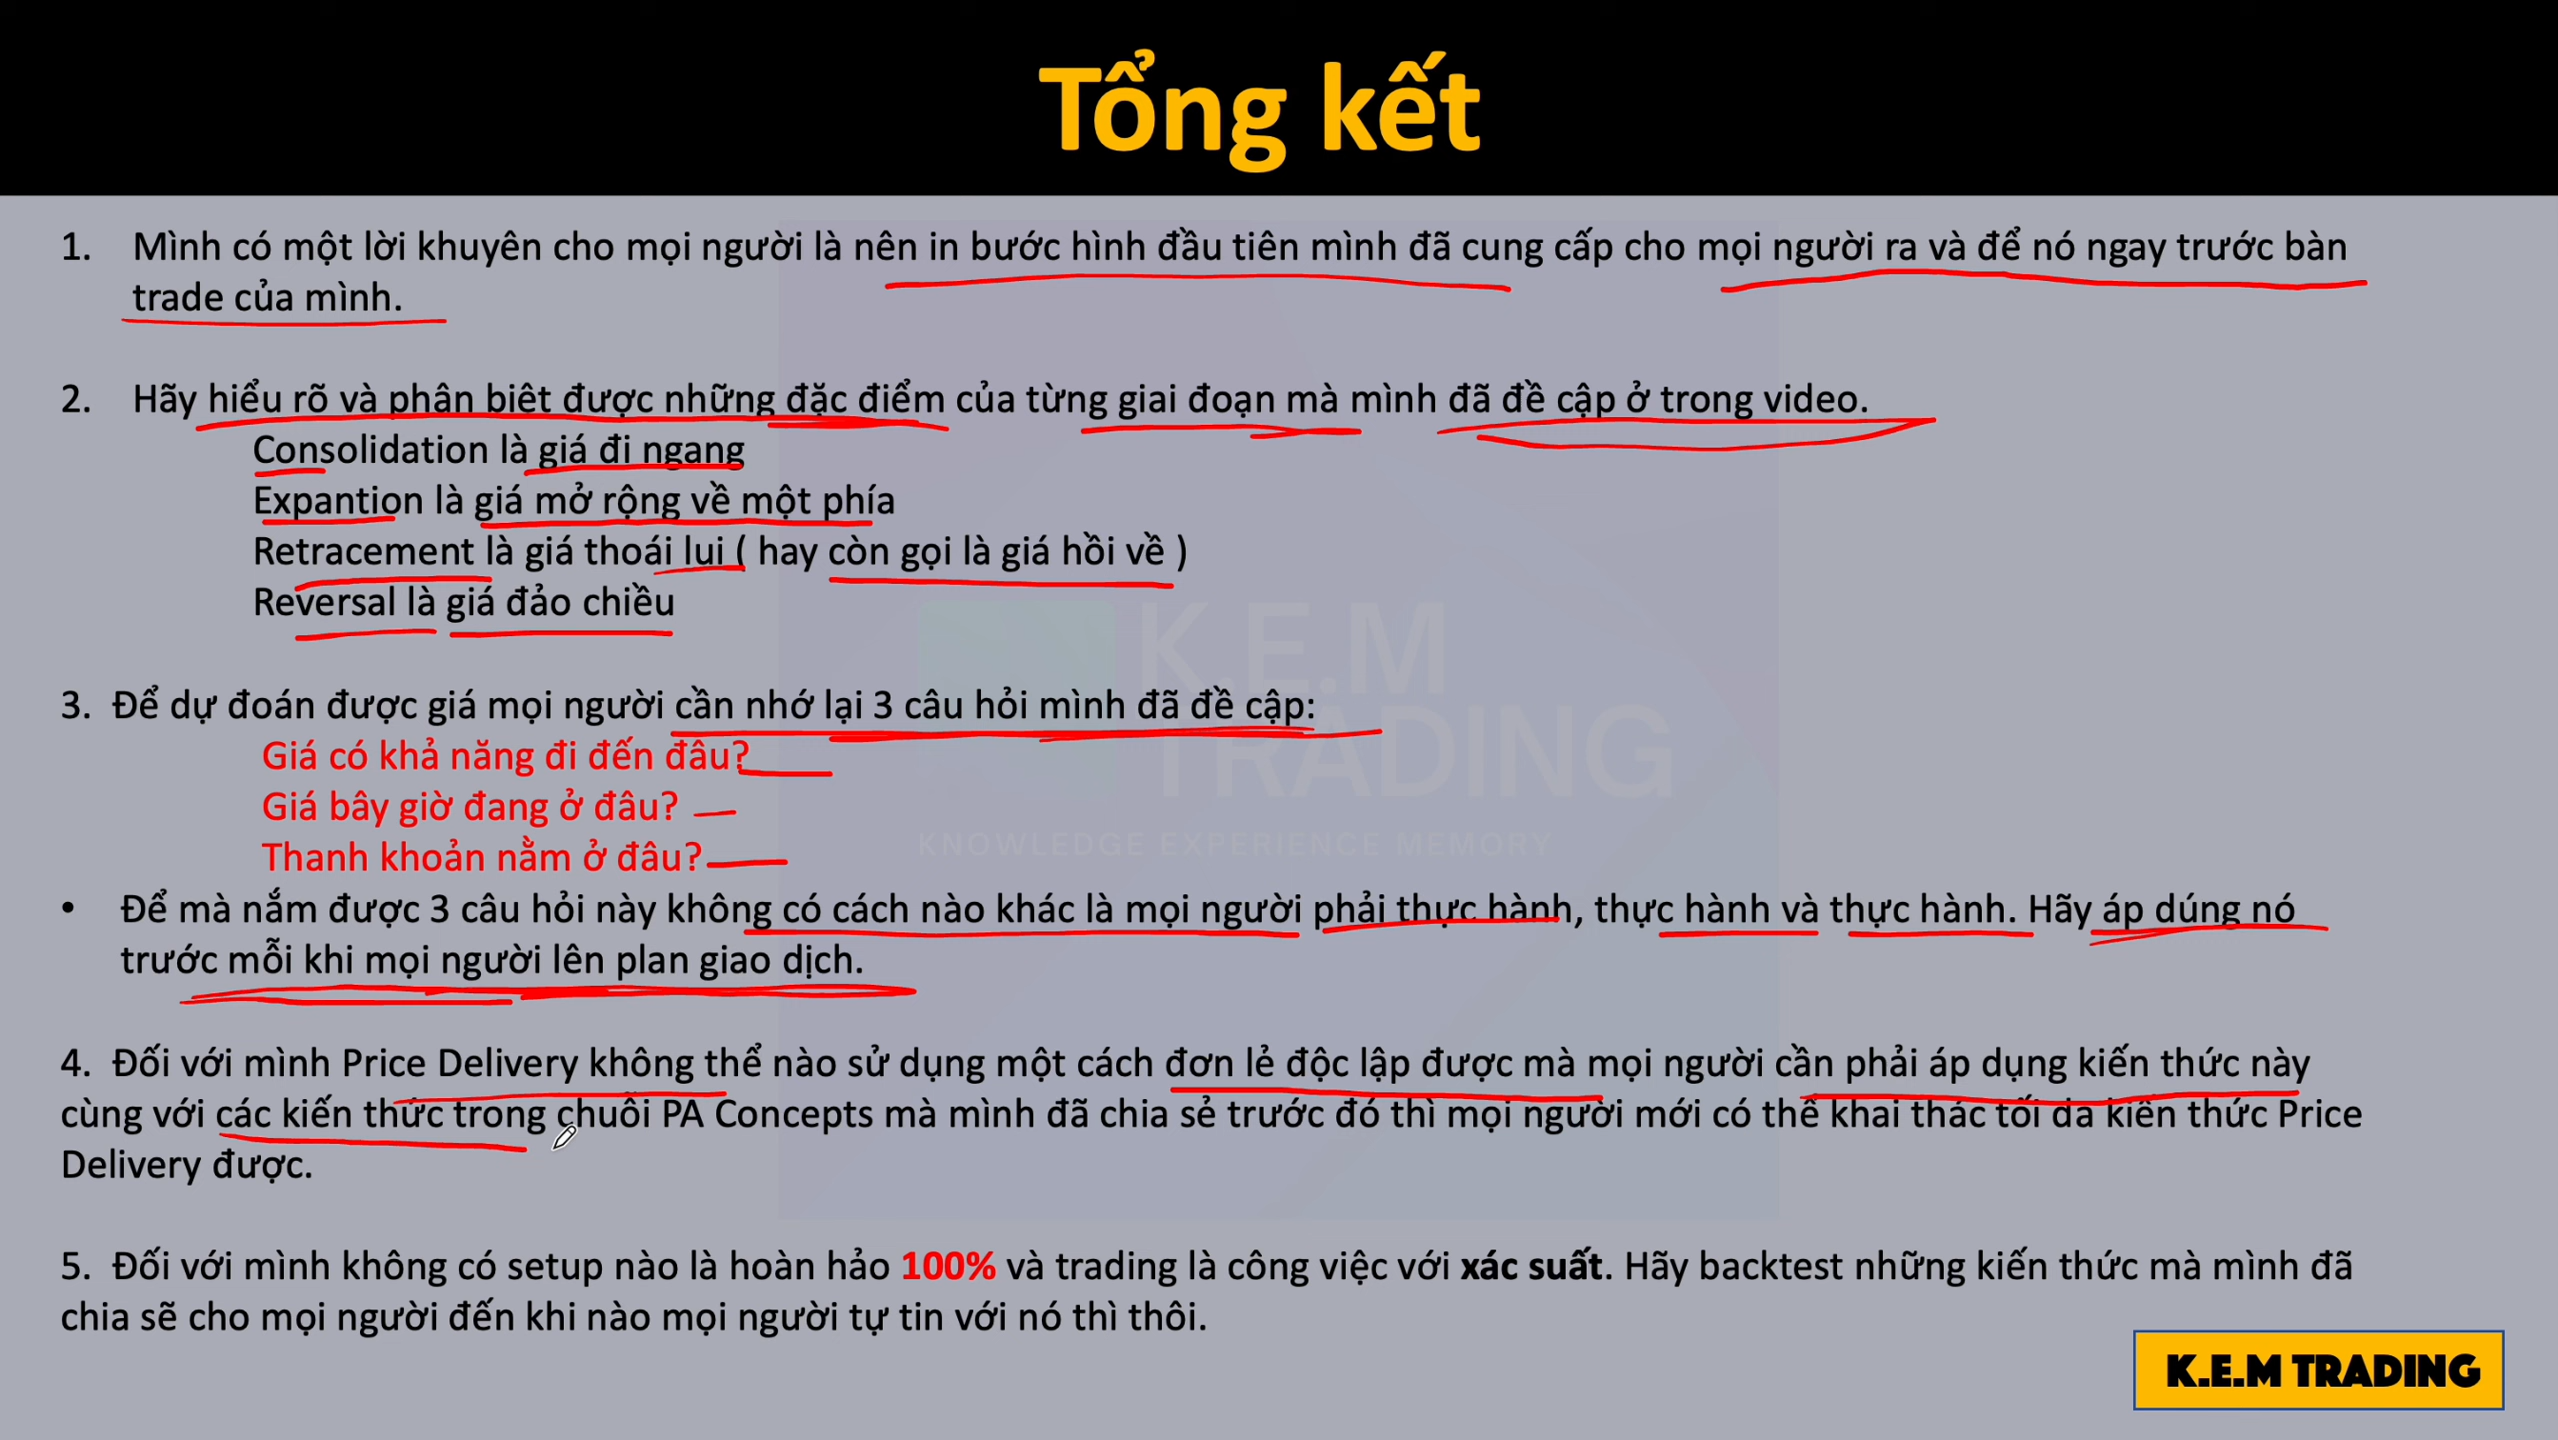 Tổng kết
1. Mình có một lời khuyên cho mọi người là nên in bước hình đầu tiên mình đã cung cấp cho mọi người ra và để nó ngay trước bàn
trade của mình.
2. Hãy hiểu rõ và phân biệt được những đặc điểm của từng giai đoạn mà mình đã đề cập ở trong video.
Consolidation là giá đi ngang
Expantion là giá mở rộng về một phía
Retracement là giá thoái lui ( hay còn gọi là giá hồi về )
Reversal là giá đảo chiều
3. Để dự đoán được giá mọi người cần nhớ lại 3 câu hỏi mình đã đề cập:
Giá có khả năng đi đến đâu?
Giá bây giờ đang ở đâu?
Thanh khoản nằm ở đâu?
• Để mà nắm được 3 câu hỏi này không có cách nào khác là mọi người phải thực hành, thực hành và thực hành. Hãy áp dúng nó
trước mỗi khi mọi người lên plan giao dịch.
4. Đối với mình Price Delivery không thể nào sử dụng một cách đơn lẻ độc lập được mà mọi người cần phải áp dụng kiến thức này
cùng với các kiến thức trong chuỗi PA Concepts mà mình đã chia sẻ trước đó thì mọi người mới có thể khai thác tối đa kiến thức Price
Delivery được.
5. Đối với mình không có setup nào là hoàn hảo 100% và trading là công việc với xác suất. Hãy backtest những kiến thức mà mình đã
chia sẽ cho mọi người đến khi nào mọi người tự tin với nó thì thôi.
K.E.M
TRADING
KNOWLEDGE EXPERIENCE MEMORY
K.E.M TRADING